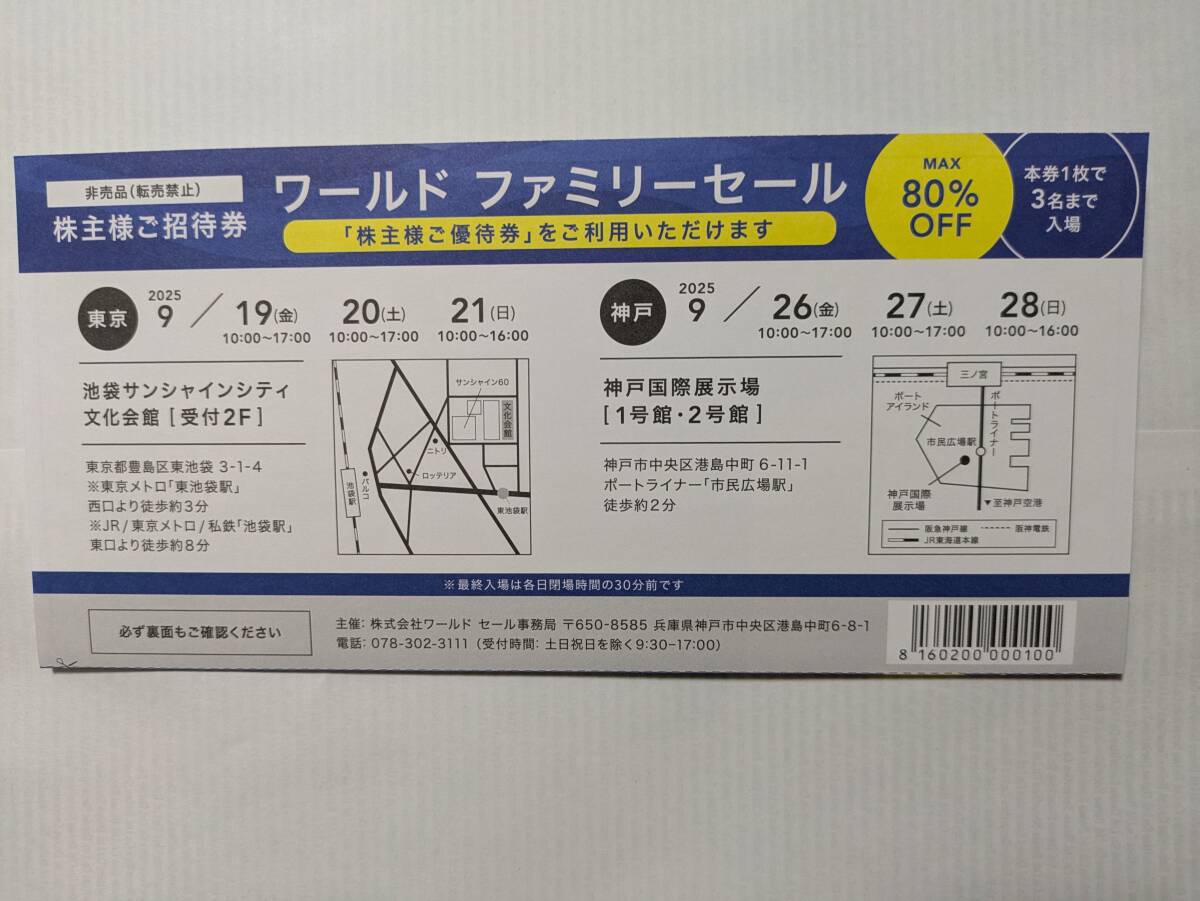 非売品(転売禁止)
株主様ご招待券
ワールド ファミリーセール
「株主様ご優待券」をご利用いただけます
MAX
80%
OFF
本券1枚で
3名まで
入場
東京
2025
9 / 19(金) 20(土) 21(日)
10:00~17:00 10:00~17:00 10:00~16:00
池袋サンシャインシティ
文化会館 [受付2F]
東京都豊島区東池袋 3-1-4
※東京メトロ「東池袋駅」
西口より徒歩約3分
※JR/東京メトロ/私鉄「池袋駅」
東口より徒歩約8分
サンシャイン60
文化会館
ニトリ
ロッテリア
パルコ
池袋駅
東池袋駅
神戸
2025
9 / 26(金) 27(土) 28(日)
10:00~17:00 10:00~17:00 10:00~16:00
神戸国際展示場
[1号館・2号館]
神戸市中央区港島中町 6-11-1
ポートライナー「市民広場駅」
徒歩約2分
三ノ宮
ポート
アイランド
ポートライナー
市民広場駅
神戸国際
展示場
▼至神戸空港
阪急神戸線 阪神電鉄
JR東海道本線
※最終入場は各日閉場時間の30分前です
必ず裏面もご確認ください
主催: 株式会社ワールド セール事務局 〒650-8585 兵庫県神戸市中央区港島中町6-8-1
電話: 078-302-3111 (受付時間: 土日祝日を除く9:30-17:00)
8 160200 000100